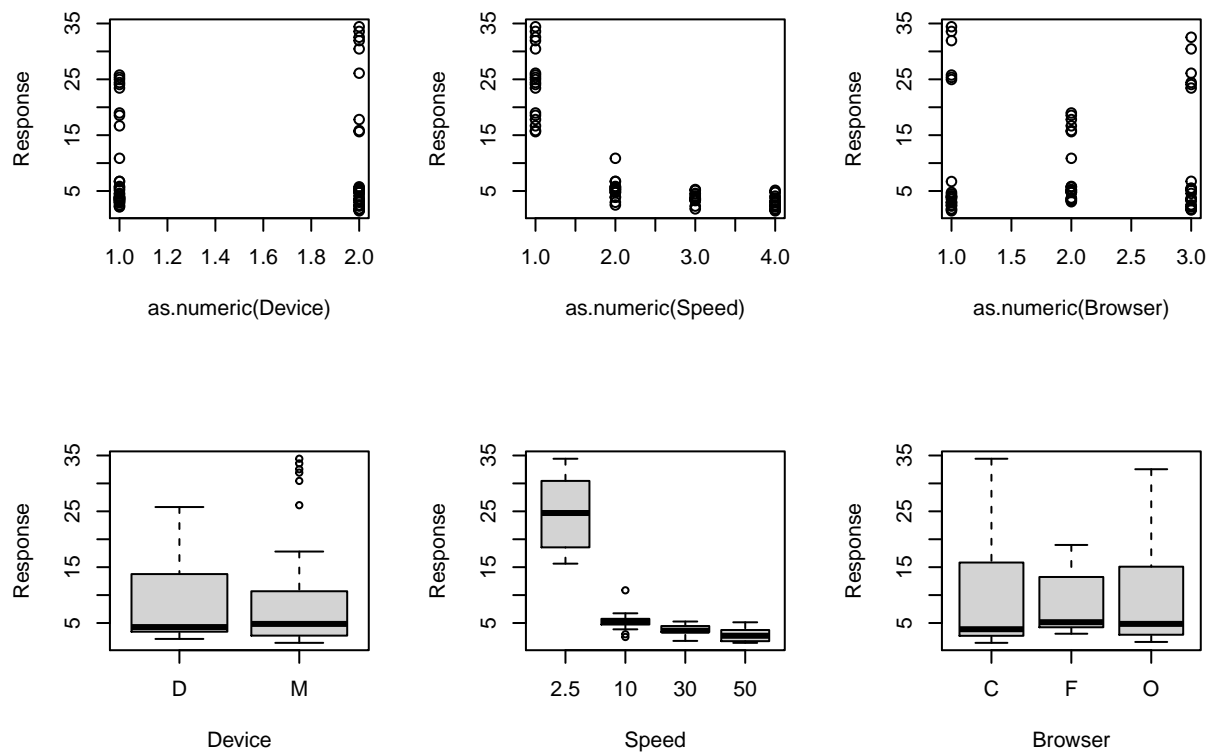 35
25
15
5
Response
1.0 1.2 1.4 1.6 1.8 2.0
as.numeric(Device)
35
25
15
5
Response
1.0 2.0 3.0 4.0
as.numeric(Speed)
35
25
15
5
Response
1.0 1.5 2.0 2.5 3.0
as.numeric(Browser)
35
25
15
5
Response
D M
Device
35
25
15
5
Response
2.5 10 30 50
Speed
35
25
15
5
Response
C F O
Browser